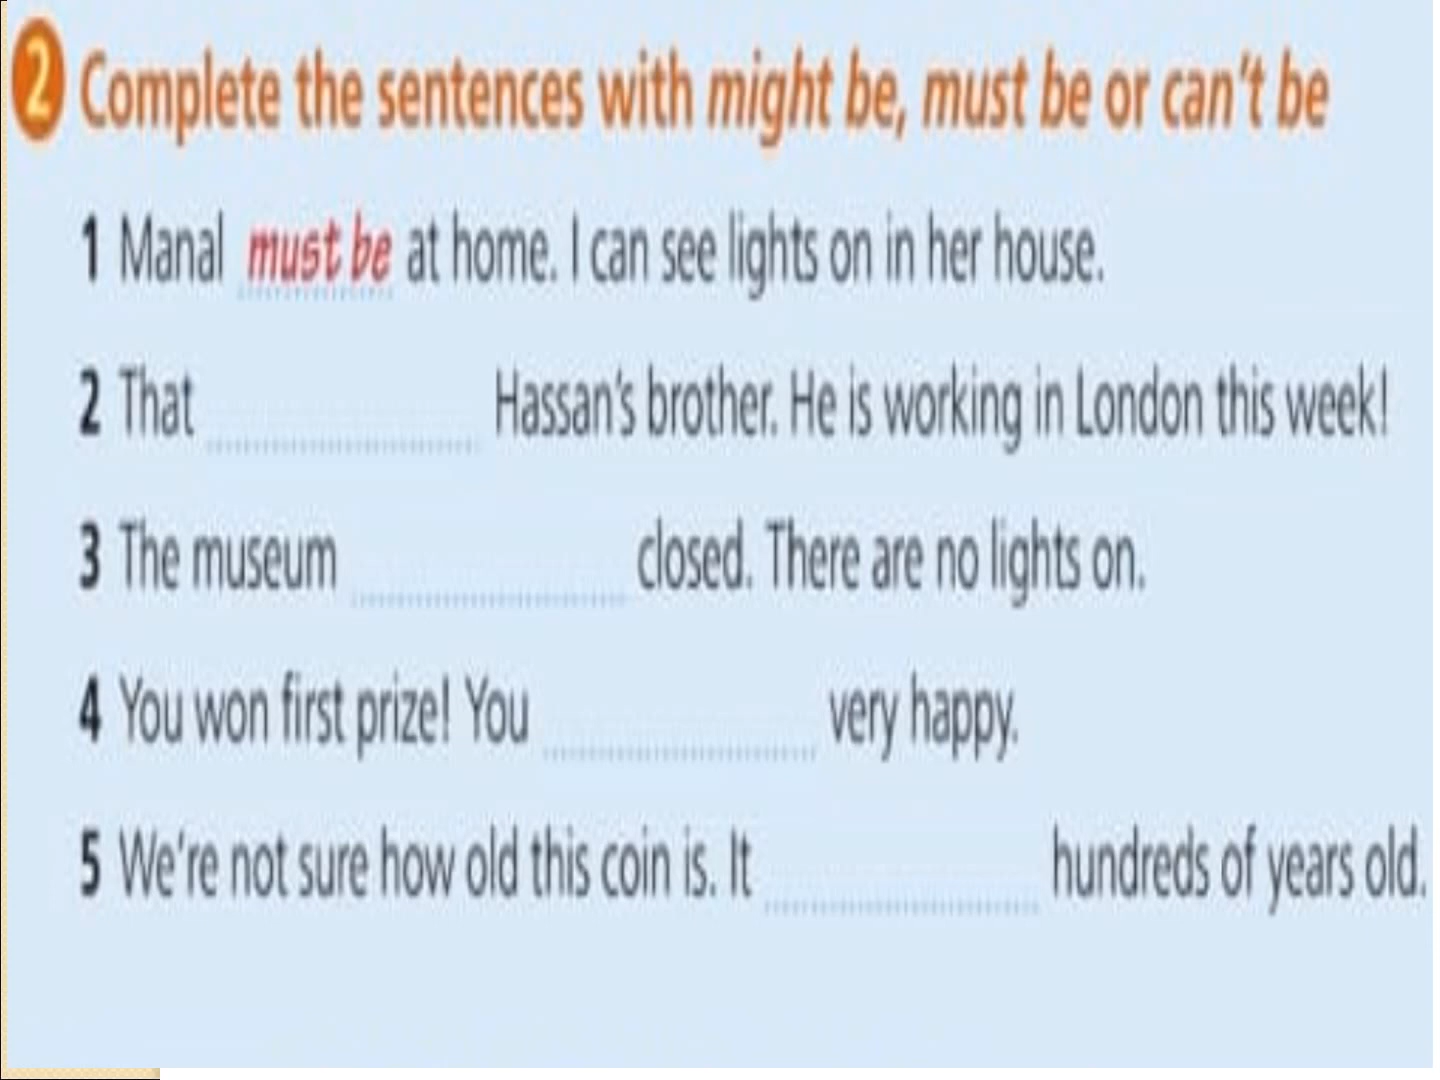 2 Complete the sentences with might be, must be or can't be
1 Manal must be at home. I can see lights on in her house.
2 That ............ Hassan's brother. He is working in London this week!
3 The museum ............ closed. There are no lights on.
4 You won first prize! You ............ very happy.
5 We're not sure how old this coin is. It ............ hundreds of years old.